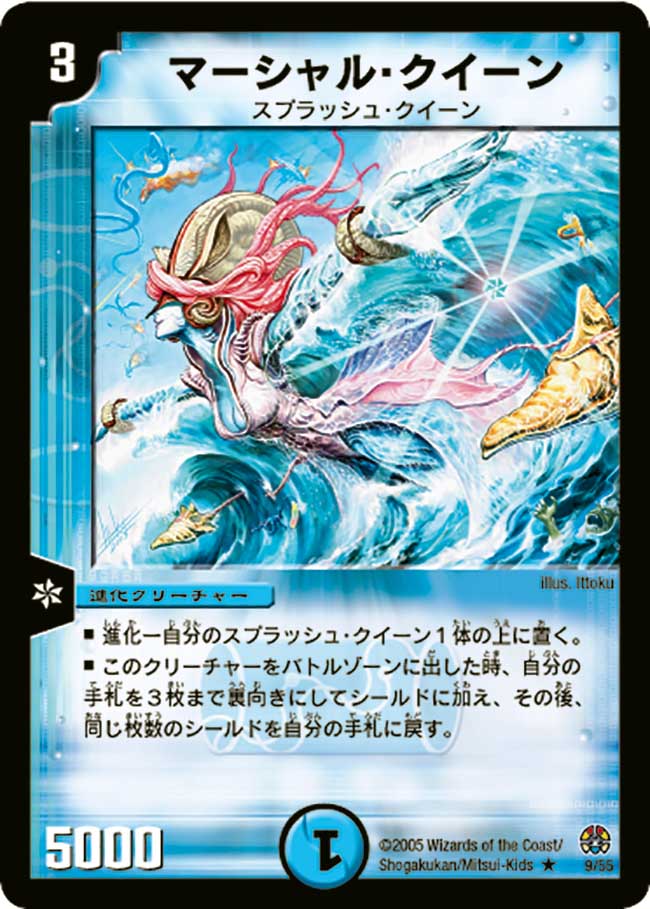 3
マーシャル・クイーン
スプラッシュ・クイーン
illus. Ittoku
進化クリーチャー
■ 進化ー自分のスプラッシュ・クイーン1体の上に置く。
■ このクリーチャーをバトルゾーンに出した時、自分の
手札を3枚まで裏向きにしてシールドに加え、その後、
同じ枚数のシールドを自分の手札に戻す。
5000
1
©2005 Wizards of the Coast/
Shogakukan/Mitsui-Kids ★
9/55